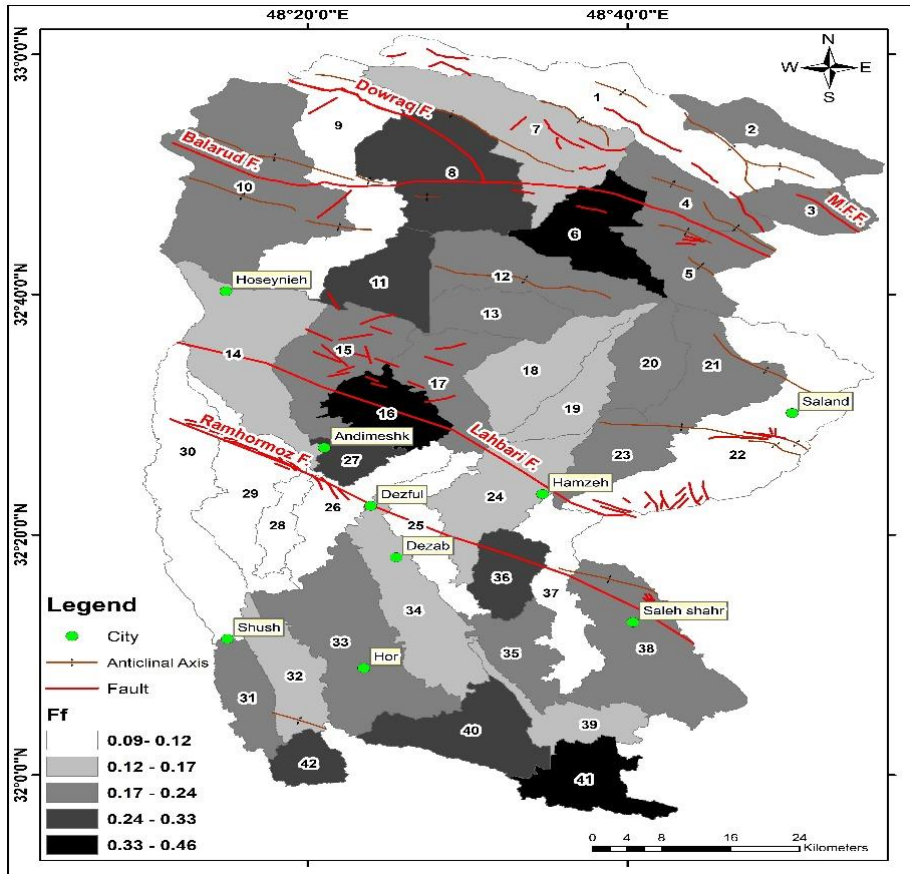 48°20'0"E
48°40'0"E
33°0'0"N
32°40'0"N
32°20'0"N
32°0'0"N
N
W
E
S
Dowraq F.
Balarud F.
M.F.F.
Lahbari F.
Ramhormoz F.
1
2
3
4
5
6
7
8
9
10
11
12
13
14
15
16
17
18
19
20
21
22
23
24
25
26
27
28
29
30
31
32
33
34
35
36
37
38
39
40
41
42
Hoseynieh
Saland
Andimeshk
Hamzeh
Dezful
Dezab
Saleh shahr
Shush
Hor
Legend
City
Anticlinal Axis
Fault
Ff
0.09- 0.12
0.12 - 0.17
0.17 - 0.24
0.24 - 0.33
0.33 - 0.46
0 4 8 16 24
Kilometers